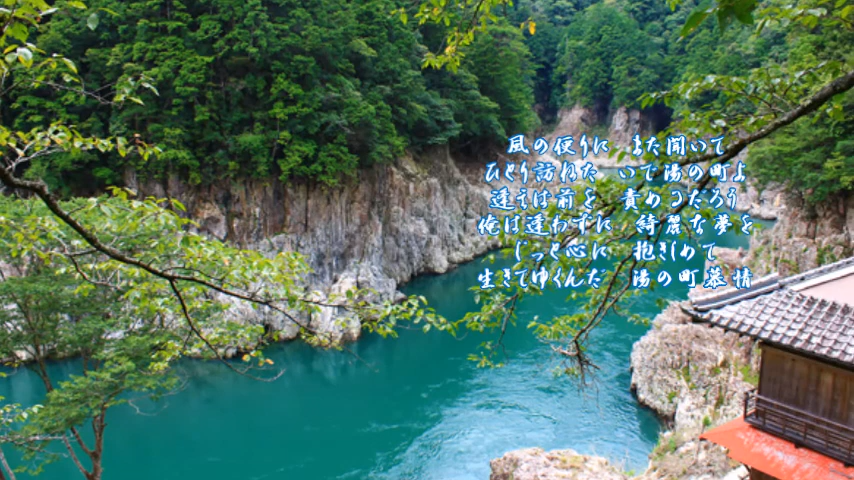 風の便りに　また聞いて
ひとり訪ねた　いで湯の町よ
逢えば前を　責めるだろう
俺は逢わずに　綺麗な夢を
じっと心に　抱きしめて
生きてゆくんだ　湯の町慕情